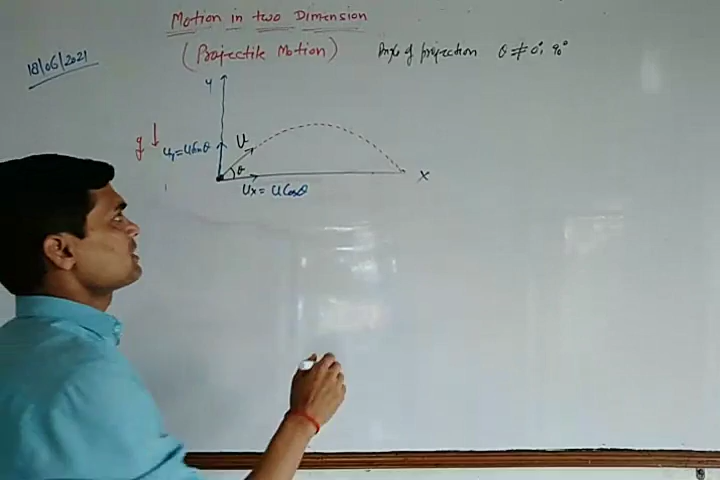 Motion in two Dimension
(Projectile Motion)
Angle of projection θ ≠ 0°, 90°
18/06/2021
y
g ↓
uy = u sinθ
u
θ
x
ux = u cosθ